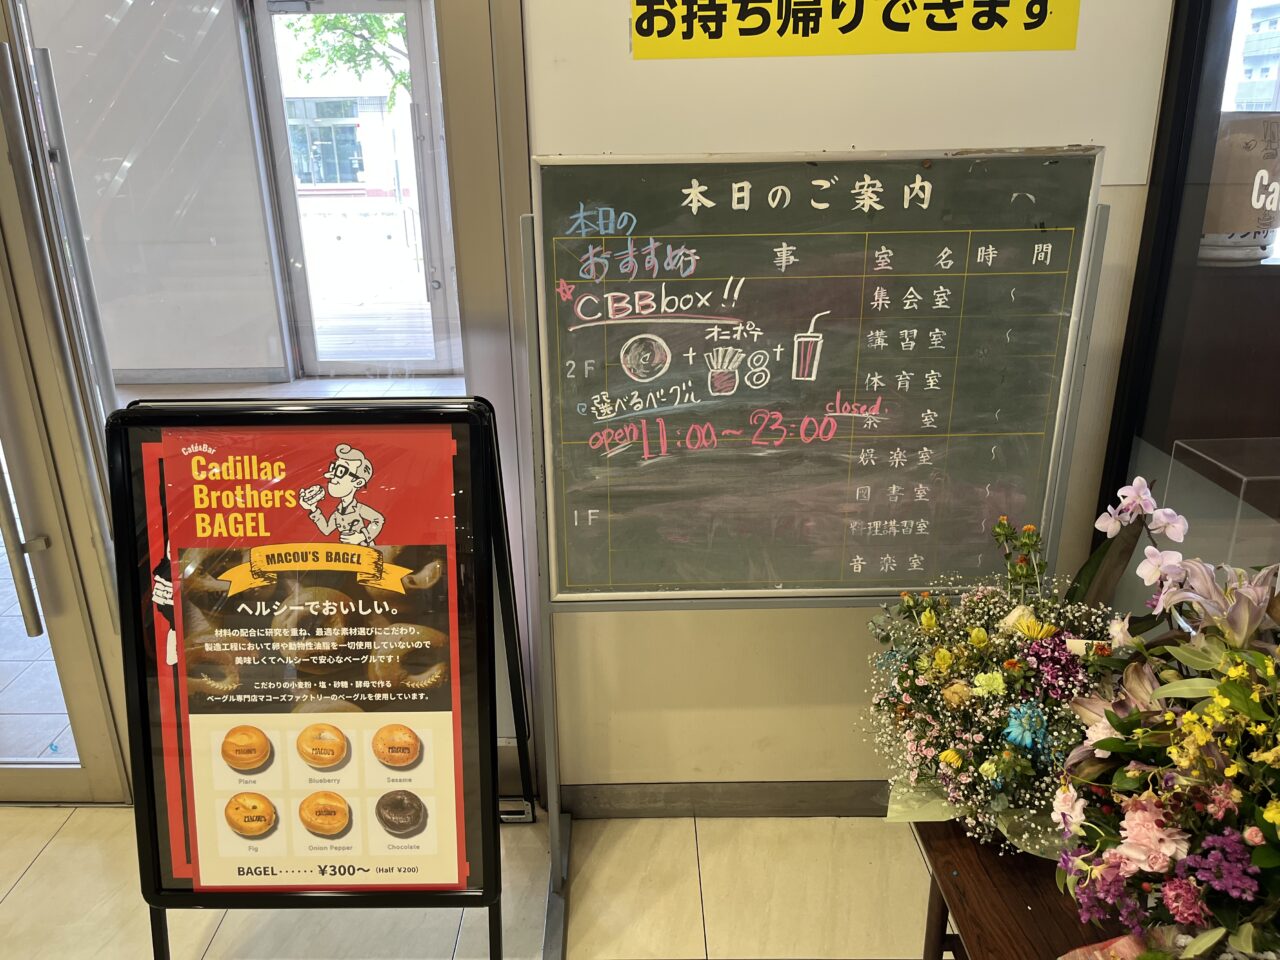 お持ち帰りできます
本日のご案内
本日の
おすすめ
行事
室名
時間
☆CBBbox!!
集会室 〜
講習室 〜
オニポテ
+ +
2F
体育室 〜
選べるベーグル
closed.
open 11:00〜23:00
茶室 〜
娯楽室 〜
図書室 〜
1F
料理講習室 〜
音楽室 〜
Café&Bar
Cadillac
Brothers
BAGEL
MACOU'S BAGEL
ヘルシーでおいしい。
材料の配合に研究を重ね、最適な素材選びにこだわり、
製造工程において卵や動物性油脂を一切使用していないので
美味しくてヘルシーで安心なベーグルです！
こだわりの小麦粉・塩・砂糖・酵母で作る
ベーグル専門店マコーズファクトリーのベーグルを使用しています。
MACOU'S MACOU'S MACOU'S
Plane Blueberry Sesame
MACOU'S MACOU'S
Fig Onion Pepper Chocolate
BAGEL······¥300〜 (Half ¥200)
Ca